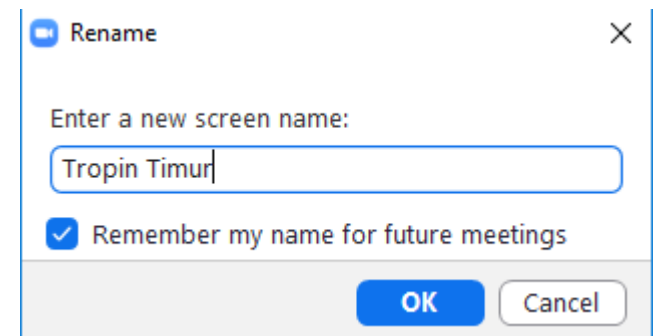 Rename
Enter a new screen name:
Tropin Timur
Remember my name for future meetings
OK Cancel